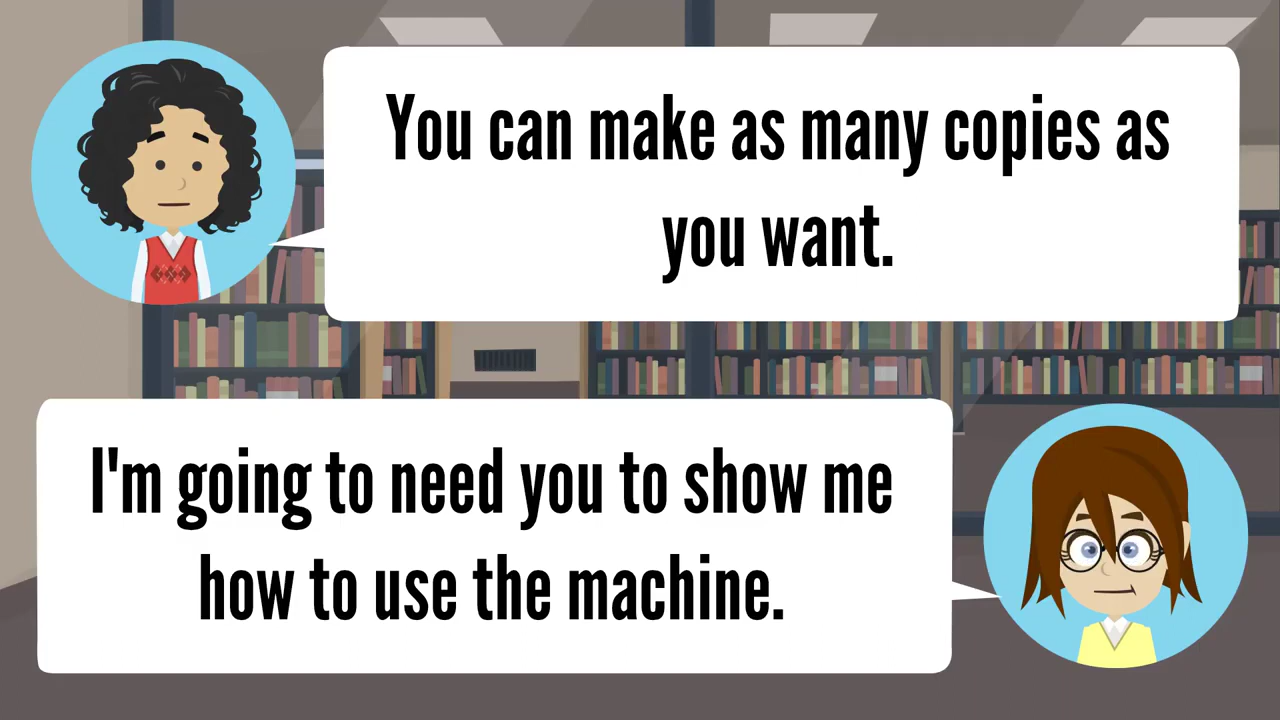 You can make as many copies as
you want.
I'm going to need you to show me
how to use the machine.